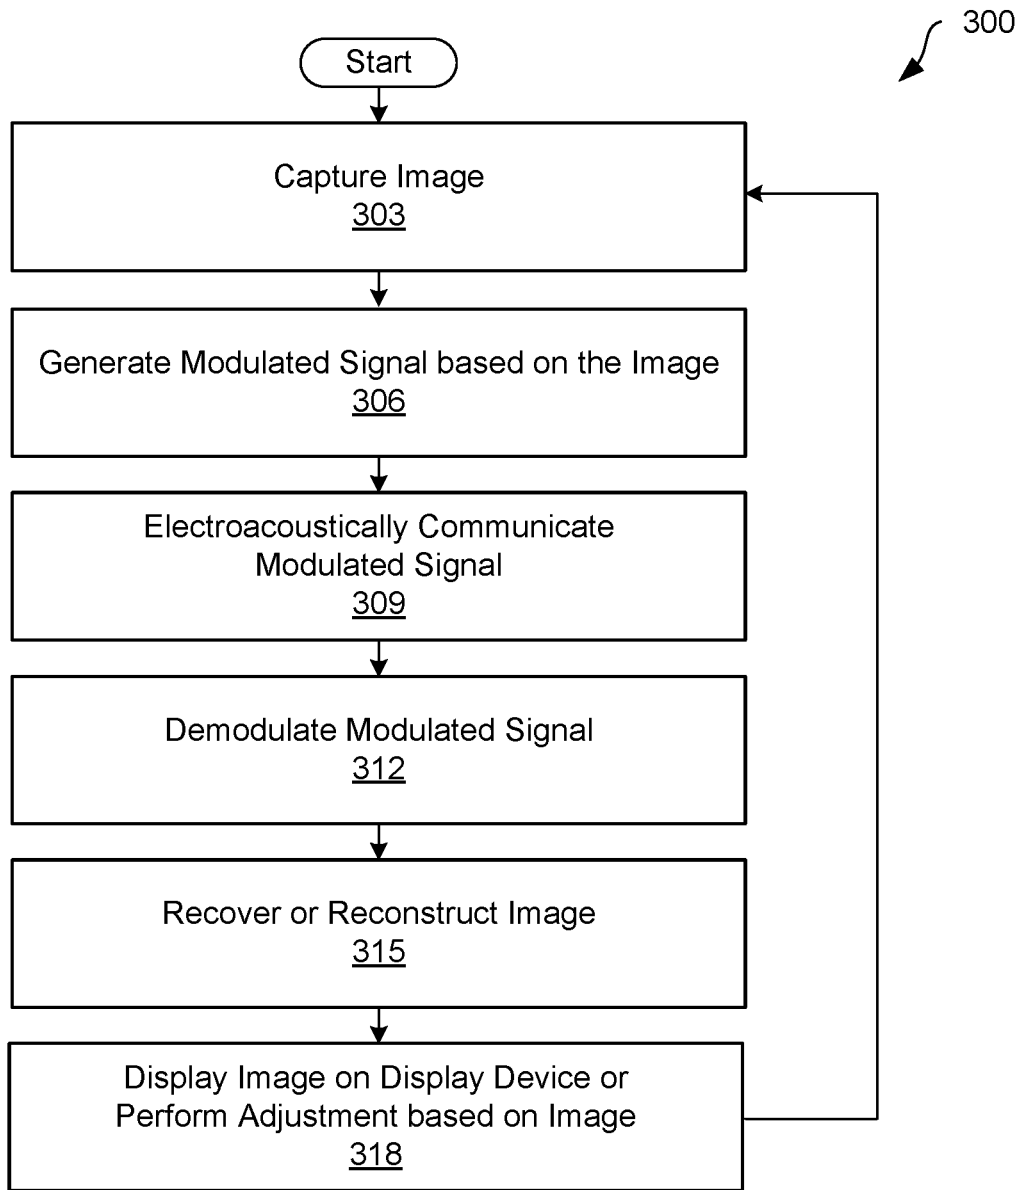 300
Start
Capture Image
303
Generate Modulated Signal based on the Image
306
Electroacoustically Communicate
Modulated Signal
309
Demodulate Modulated Signal
312
Recover or Reconstruct Image
315
Display Image on Display Device or
Perform Adjustment based on Image
318